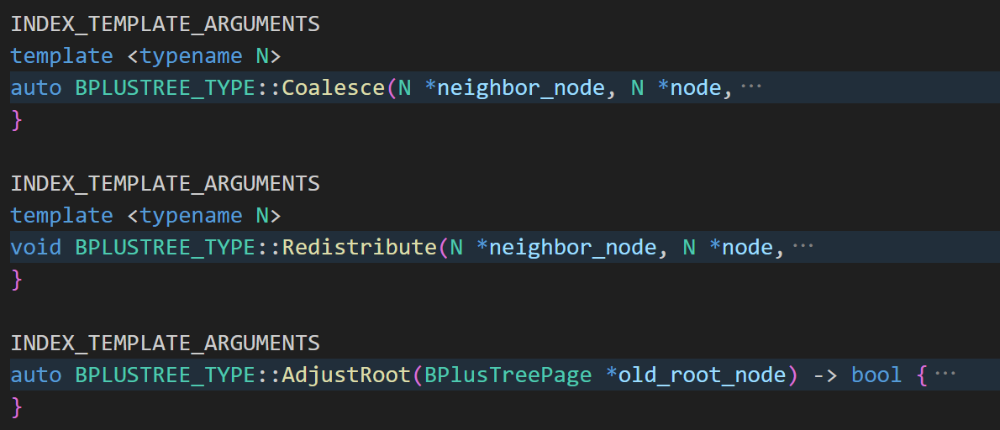 INDEX_TEMPLATE_ARGUMENTS
template <typename N>
auto BPLUSTREE_TYPE::Coalesce(N *neighbor_node, N *node,···
}
INDEX_TEMPLATE_ARGUMENTS
template <typename N>
void BPLUSTREE_TYPE::Redistribute(N *neighbor_node, N *node,···
}
INDEX_TEMPLATE_ARGUMENTS
auto BPLUSTREE_TYPE::AdjustRoot(BPlusTreePage *old_root_node) -> bool {···
}